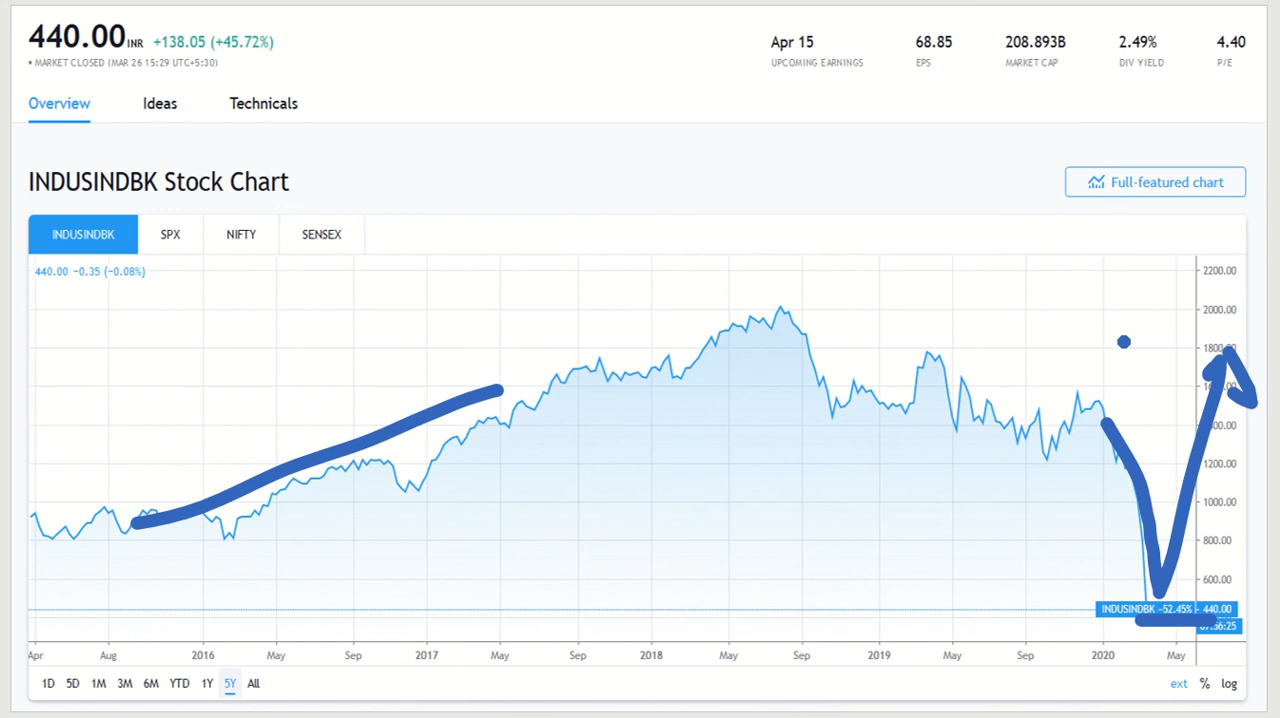 440.00 INR +138.05 (+45.72%)
• MARKET CLOSED (MAR 26 15:29 UTC+5:30)
Apr 15 68.85 208.893B 2.49% 4.40
UPCOMING EARNINGS EPS MARKET CAP DIV YIELD P/E
Overview Ideas Technicals
INDUSINDBK Stock Chart
Full-featured chart
INDUSINDBK SPX NIFTY SENSEX
440.00 −0.35 (−0.08%)
2200.00
2000.00
1200.00
1000.00
800.00
600.00
INDUSINDBK −52.45% 440.00
Apr Aug 2016 May Sep 2017 May Sep 2018 May Sep 2019 May Sep 2020 May
1D 5D 1M 3M 6M YTD 1Y 5Y All
ext % log